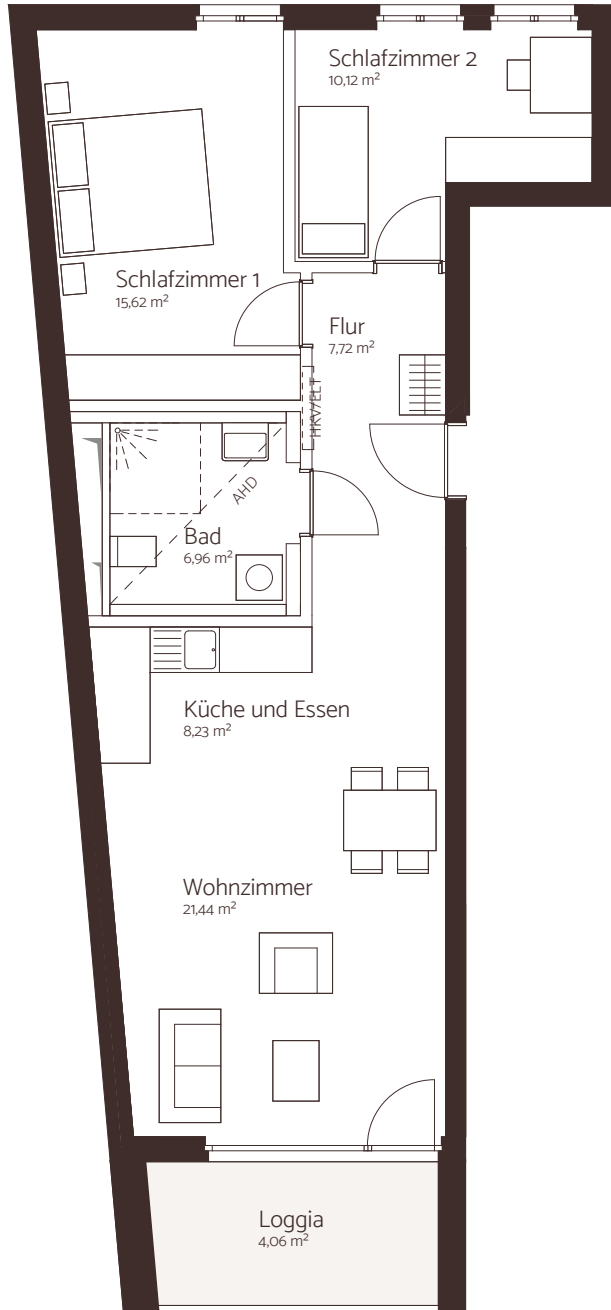 Schlafzimmer 2
10,12 m²
Schlafzimmer 1
15,62 m²
Flur
7,72 m²
HKV/ELT
AHD
Bad
6,96 m²
Küche und Essen
8,23 m²
Wohnzimmer
21,44 m²
Loggia
4,06 m²